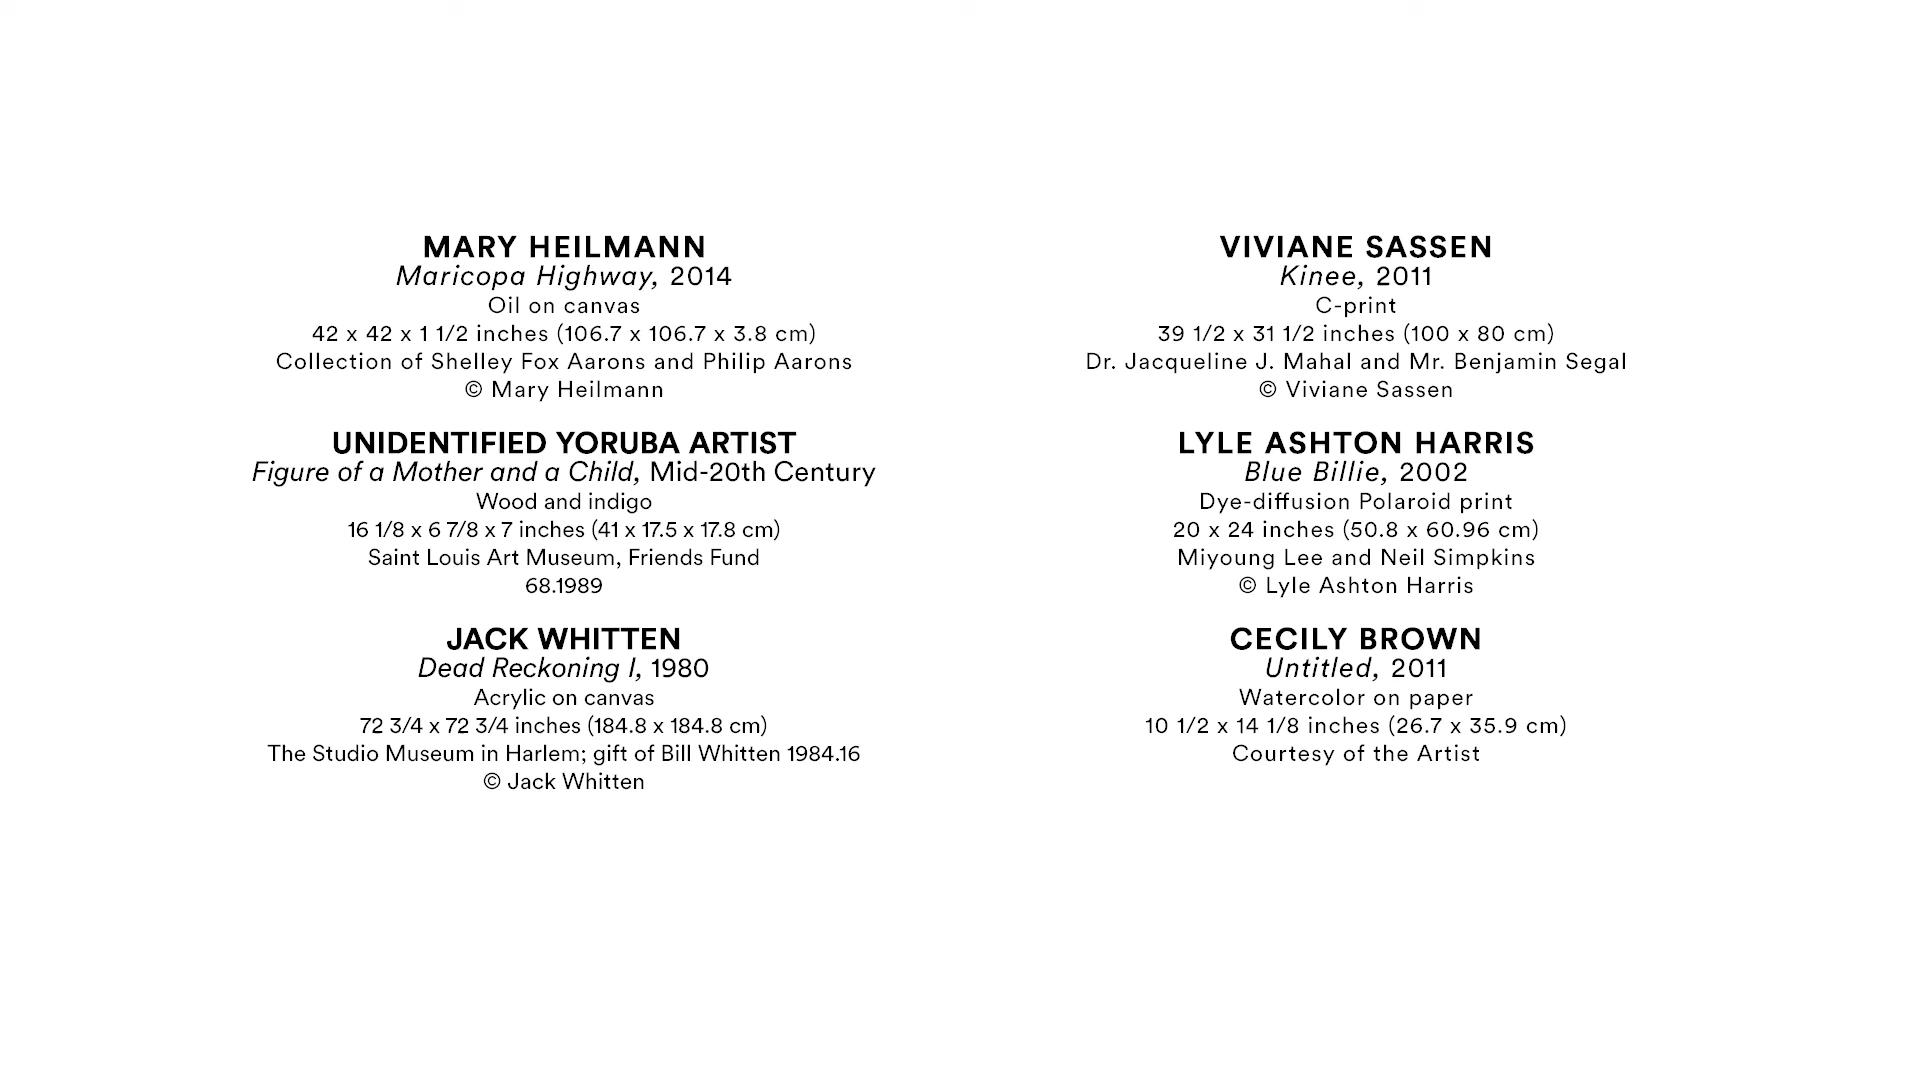 MARY HEILMANN
Maricopa Highway, 2014
Oil on canvas
42 x 42 x 1 1/2 inches (106.7 x 106.7 x 3.8 cm)
Collection of Shelley Fox Aarons and Philip Aarons
© Mary Heilmann
UNIDENTIFIED YORUBA ARTIST
Figure of a Mother and a Child, Mid-20th Century
Wood and indigo
16 1/8 x 6 7/8 x 7 inches (41 x 17.5 x 17.8 cm)
Saint Louis Art Museum, Friends Fund
68.1989
JACK WHITTEN
Dead Reckoning I, 1980
Acrylic on canvas
72 3/4 x 72 3/4 inches (184.8 x 184.8 cm)
The Studio Museum in Harlem; gift of Bill Whitten 1984.16
© Jack Whitten
VIVIANE SASSEN
Kinee, 2011
C-print
39 1/2 x 31 1/2 inches (100 x 80 cm)
Dr. Jacqueline J. Mahal and Mr. Benjamin Segal
© Viviane Sassen
LYLE ASHTON HARRIS
Blue Billie, 2002
Dye-diffusion Polaroid print
20 x 24 inches (50.8 x 60.96 cm)
Miyoung Lee and Neil Simpkins
© Lyle Ashton Harris
CECILY BROWN
Untitled, 2011
Watercolor on paper
10 1/2 x 14 1/8 inches (26.7 x 35.9 cm)
Courtesy of the Artist